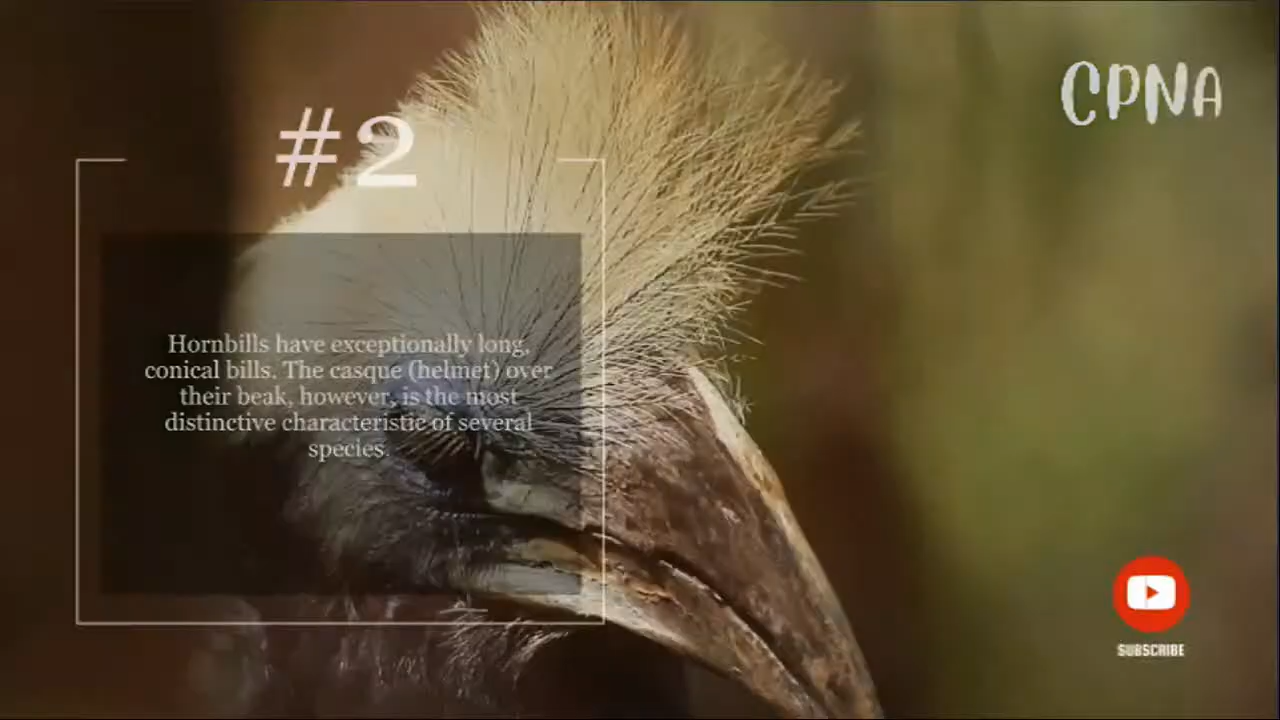 CPNA
#2
Hornbills have exceptionally long,
conical bills. The casque (helmet) over
their beak, however, is the most
distinctive characteristic of several
species.
SUBSCRIBE